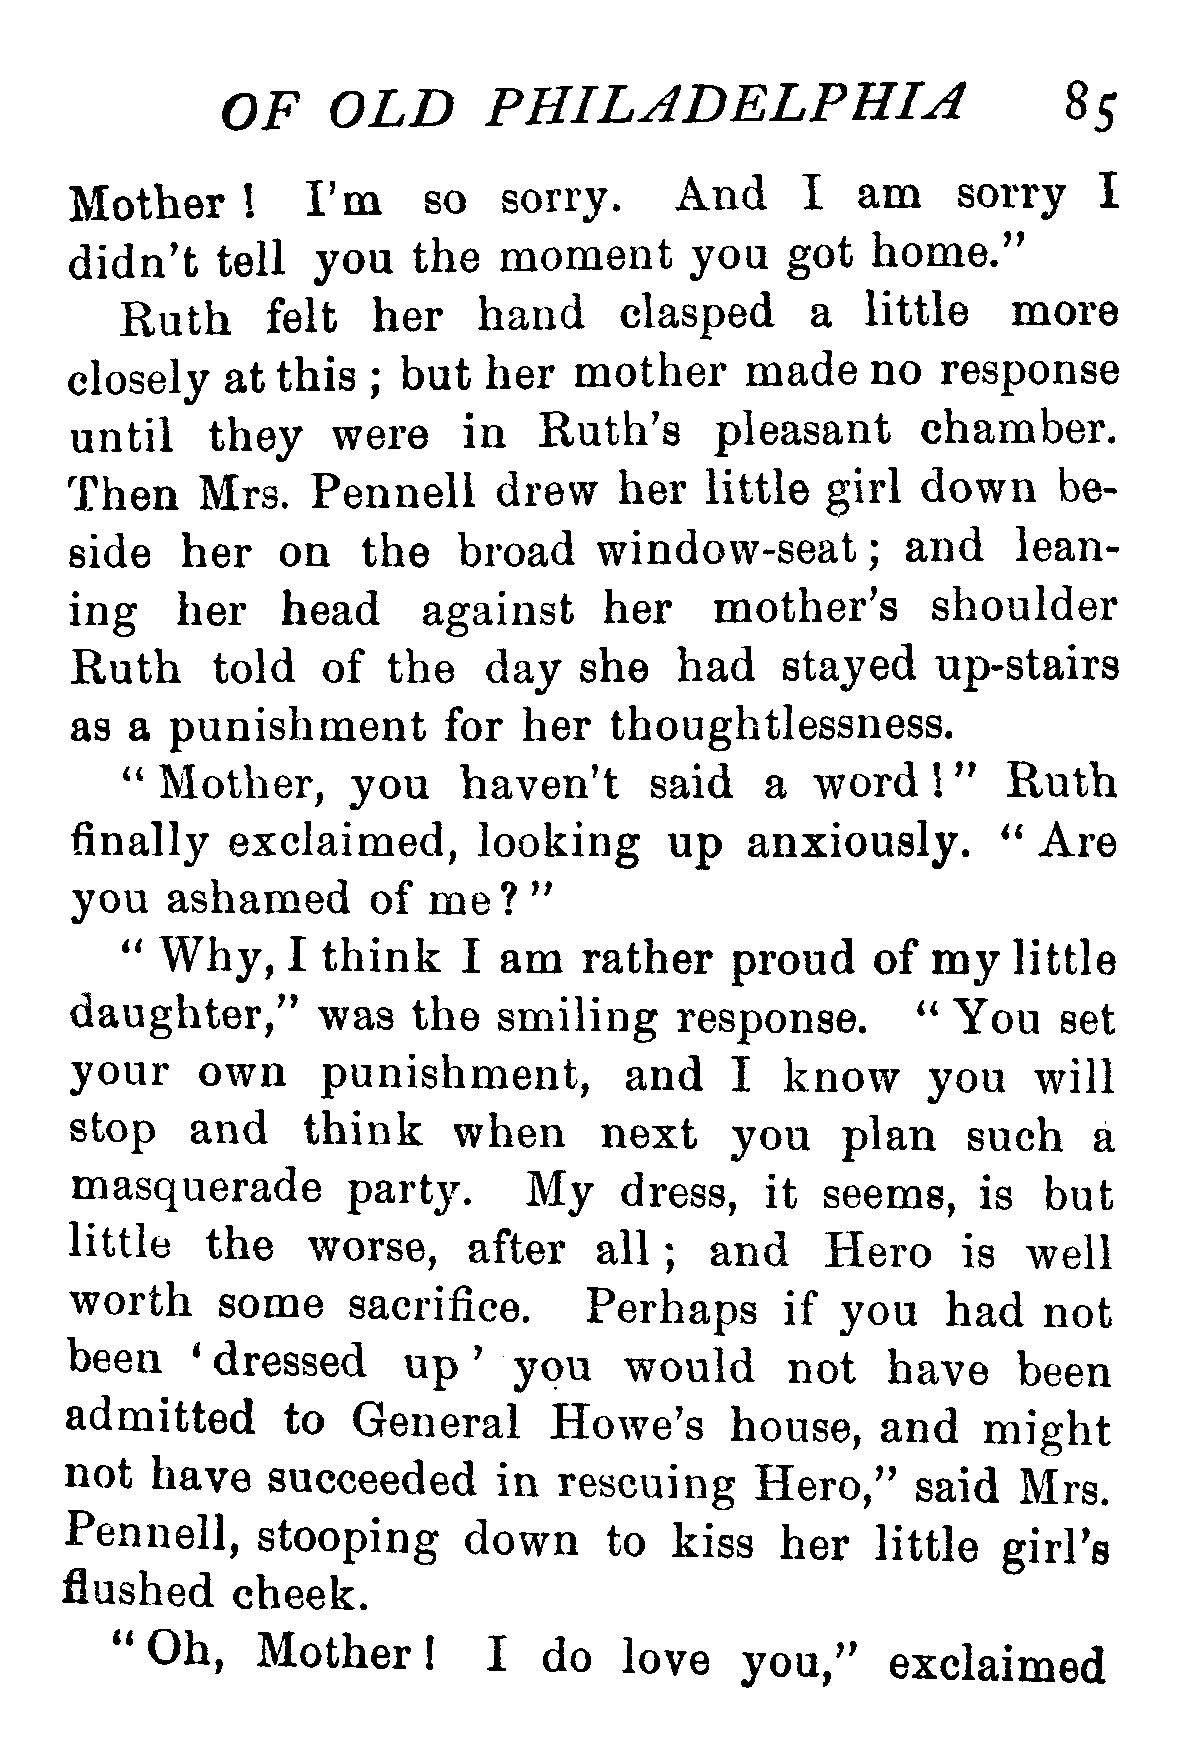 OF OLD PHILADELPHIA 85
Mother! I'm so sorry. And I am sorry I
didn't tell you the moment you got home."
Ruth felt her hand clasped a little more
closely at this; but her mother made no response
until they were in Ruth's pleasant chamber.
Then Mrs. Pennell drew her little girl down be-
side her on the broad window-seat; and lean-
ing her head against her mother's shoulder
Ruth told of the day she had stayed up-stairs
as a punishment for her thoughtlessness.
"Mother, you haven't said a word!" Ruth
finally exclaimed, looking up anxiously. "Are
you ashamed of me?"
"Why, I think I am rather proud of my little
daughter," was the smiling response. "You set
your own punishment, and I know you will
stop and think when next you plan such a
masquerade party. My dress, it seems, is but
little the worse, after all; and Hero is well
worth some sacrifice. Perhaps if you had not
been 'dressed up' you would not have been
admitted to General Howe's house, and might
not have succeeded in rescuing Hero," said Mrs.
Pennell, stooping down to kiss her little girl's
flushed cheek.
"Oh, Mother! I do love you," exclaimed